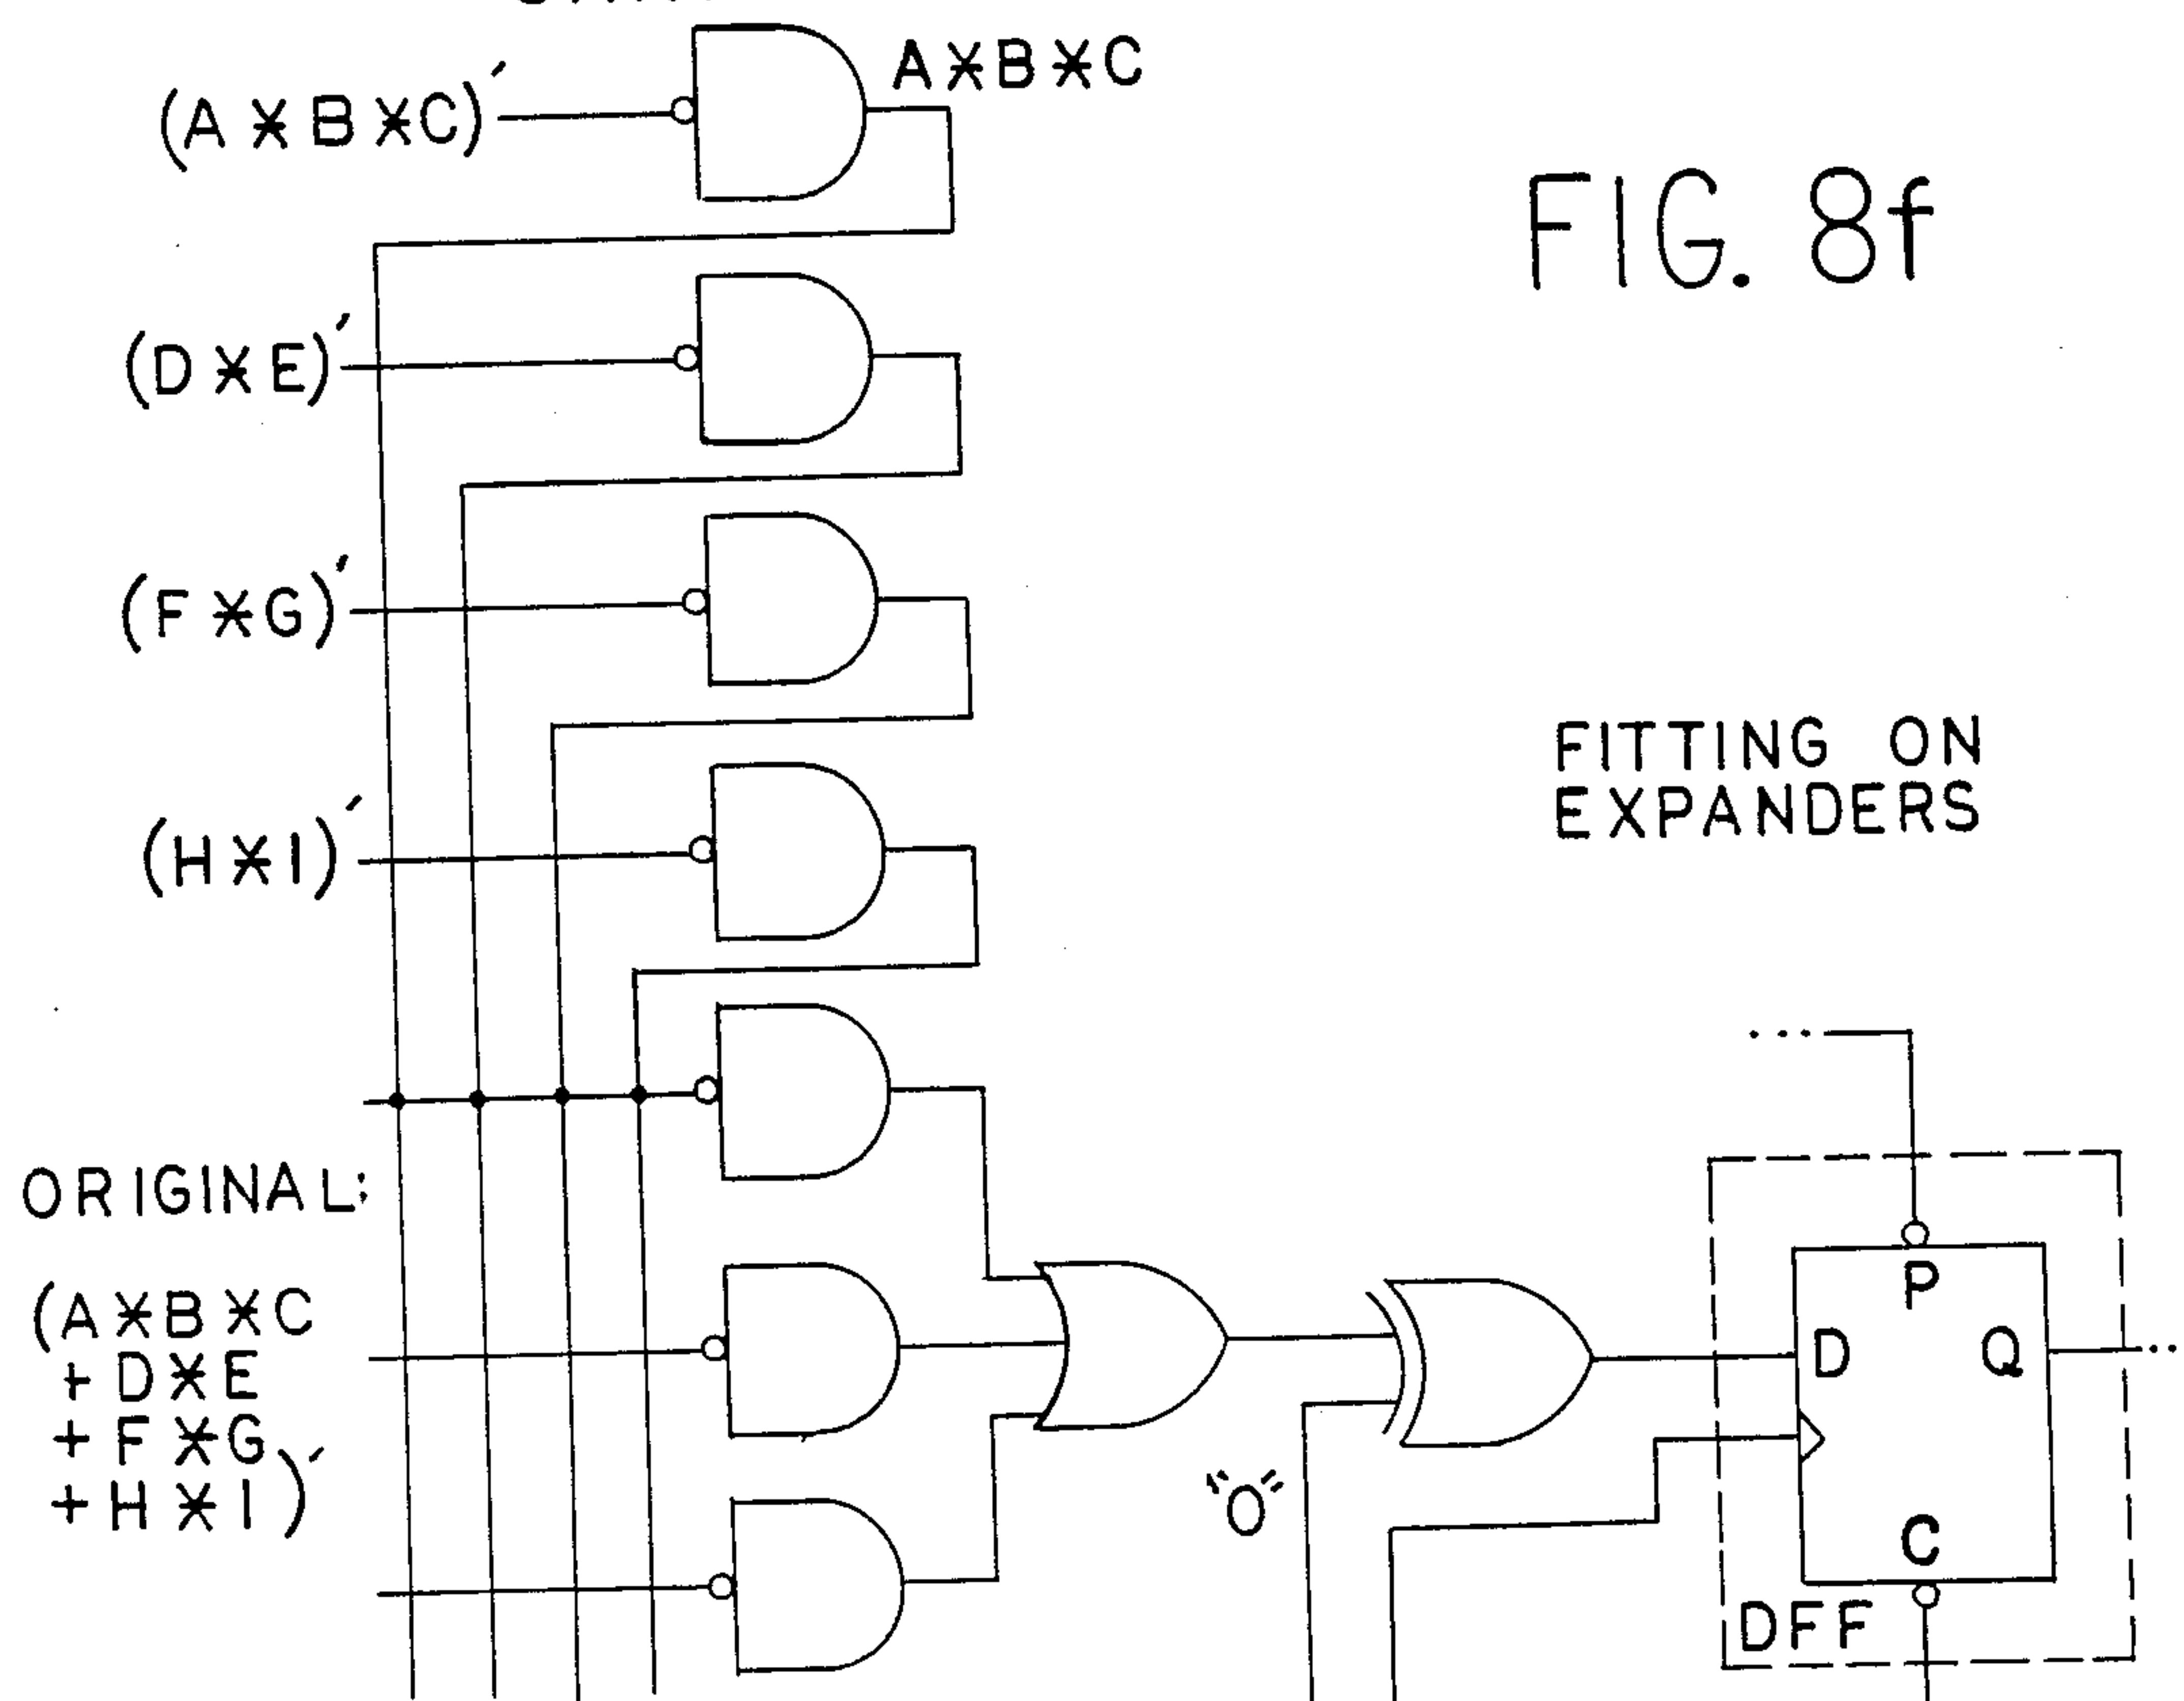 (A*B*C)'
A*B*C
FIG. 8f
(D*E)'
(F*G)'
FITTING ON
EXPANDERS
(H*I)'
...
ORIGINAL:
(A*B*C
+D*E
+F*G
+H*I)'
"0"
P
D
Q
..
C
DFF